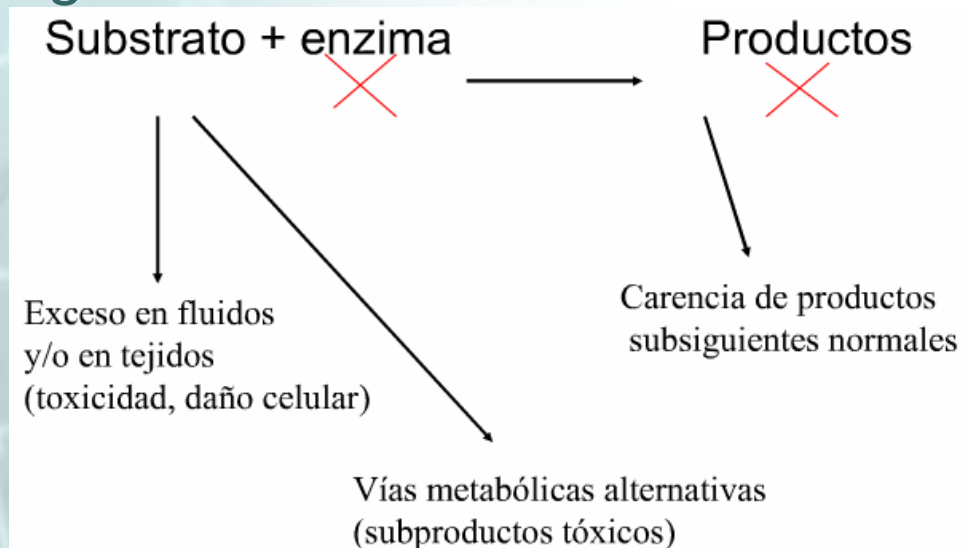 Substrato + enzima Productos
Exceso en fluidos
y/o en tejidos
(toxicidad, daño celular)
Carencia de productos
subsiguientes normales
Vías metabólicas alternativas
(subproductos tóxicos)